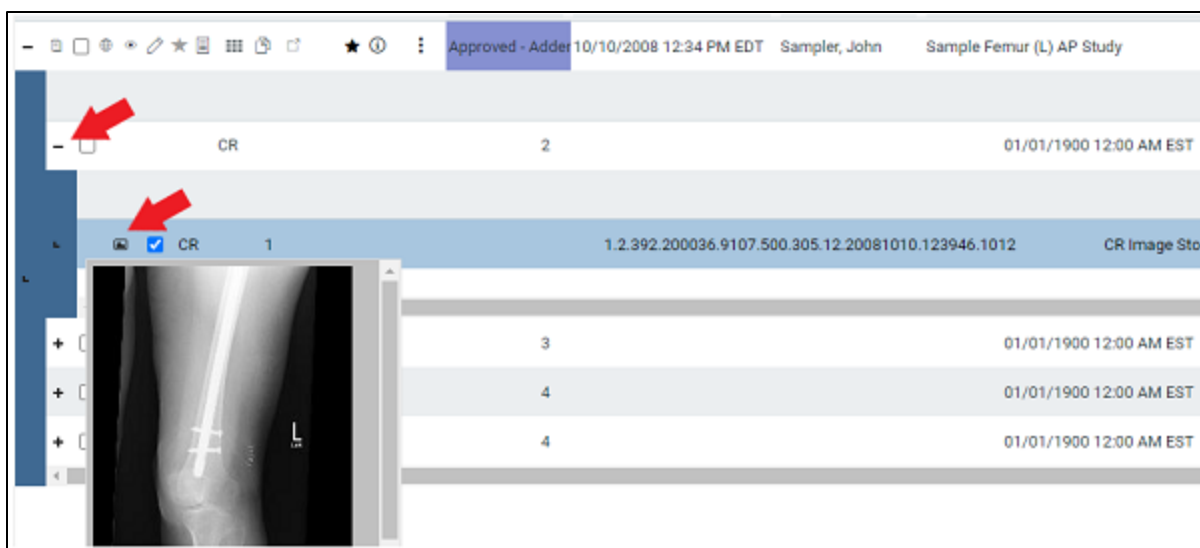 Approved - Adder 10/10/2008 12:34 PM EDT Sampler, John Sample Femur (L) AP Study
CR 2 01/01/1900 12:00 AM EST
CR 1 1.2.392.200036.9107.500.305.12.20081010.123946.1012 CR Image Sto
3 01/01/1900 12:00 AM EST
4 01/01/1900 12:00 AM EST
L
4 01/01/1900 12:00 AM EST